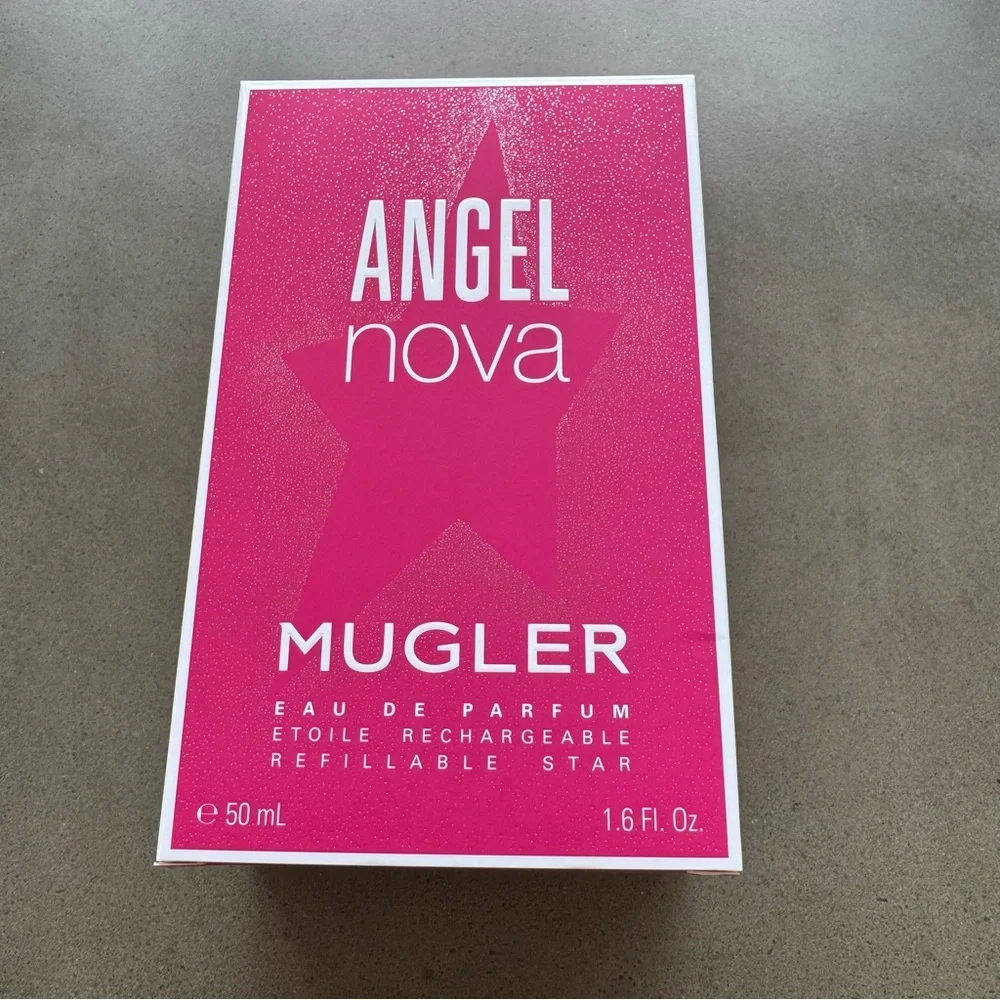 ANGEL
nova
MUGLER
EAU DE PARFUM
ETOILE RECHARGEABLE
REFILLABLE STAR
℮ 50 mL 1.6 Fl. Oz.